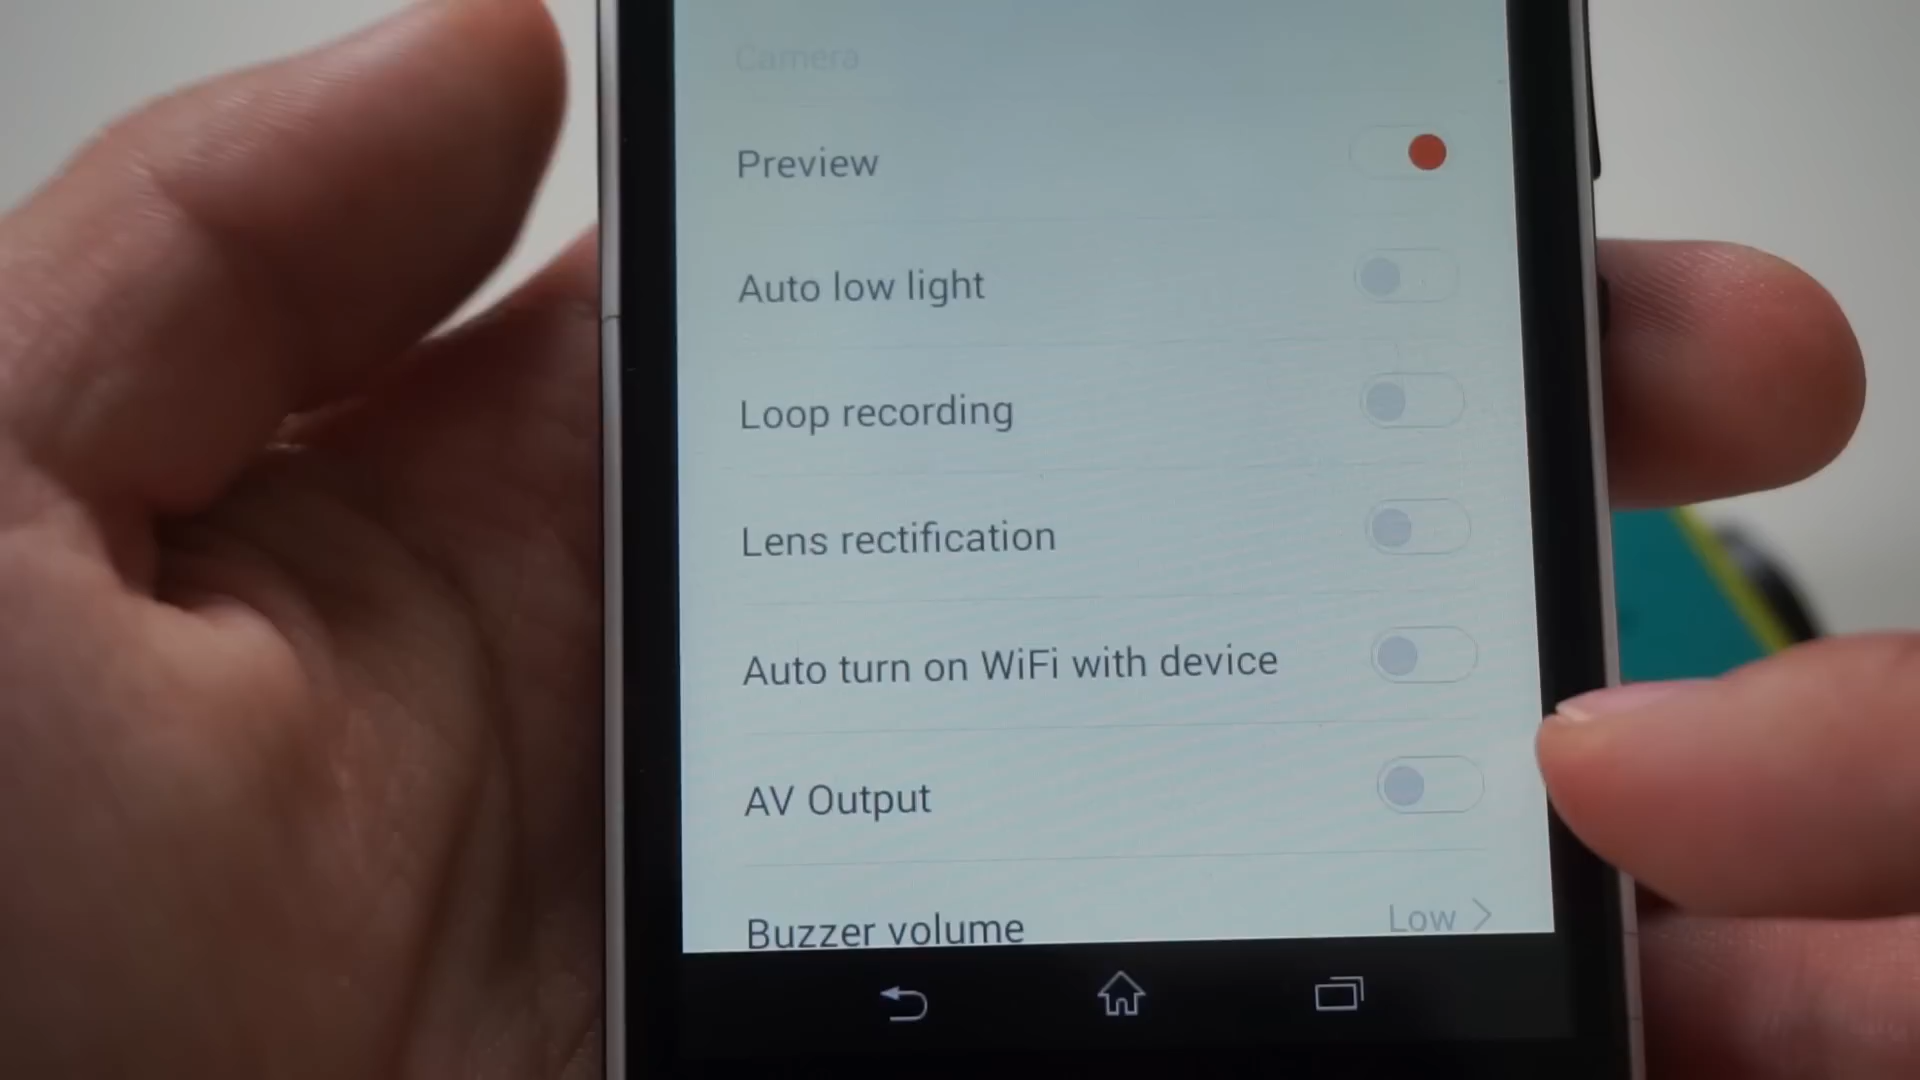 Camera
Preview
Auto low light
Loop recording
Lens rectification
Auto turn on WiFi with device
AV Output
Buzzer volume Low >